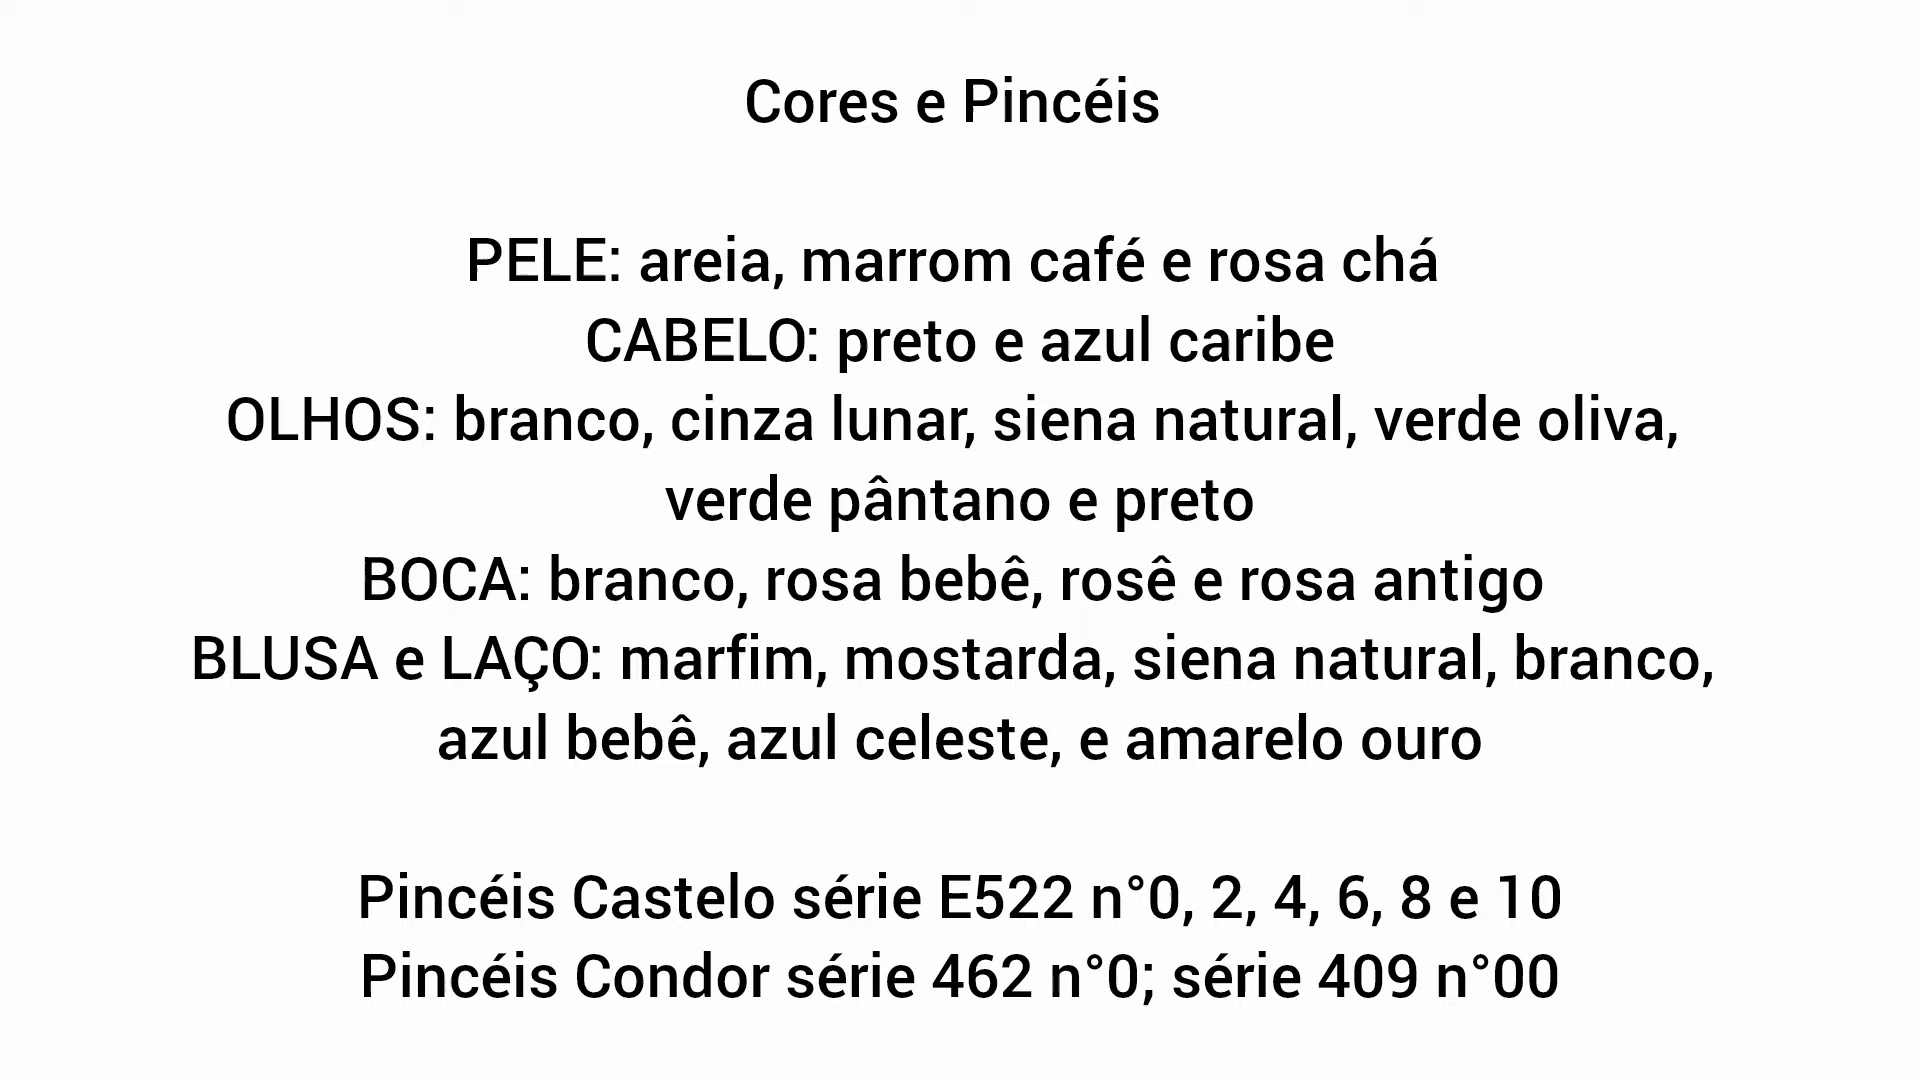 Cores e Pincéis
PELE: areia, marrom café e rosa chá
CABELO: preto e azul caribe
OLHOS: branco, cinza lunar, siena natural, verde oliva,
verde pântano e preto
BOCA: branco, rosa bebê, rosê e rosa antigo
BLUSA e LAÇO: marfim, mostarda, siena natural, branco,
azul bebê, azul celeste, e amarelo ouro
Pincéis Castelo série E522 n°0, 2, 4, 6, 8 e 10
Pincéis Condor série 462 n°0; série 409 n°00